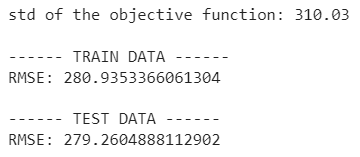 std of the objective function: 310.03
------ TRAIN DATA ------
RMSE: 280.9353366061304
------ TEST DATA ------
RMSE: 279.2604888112902